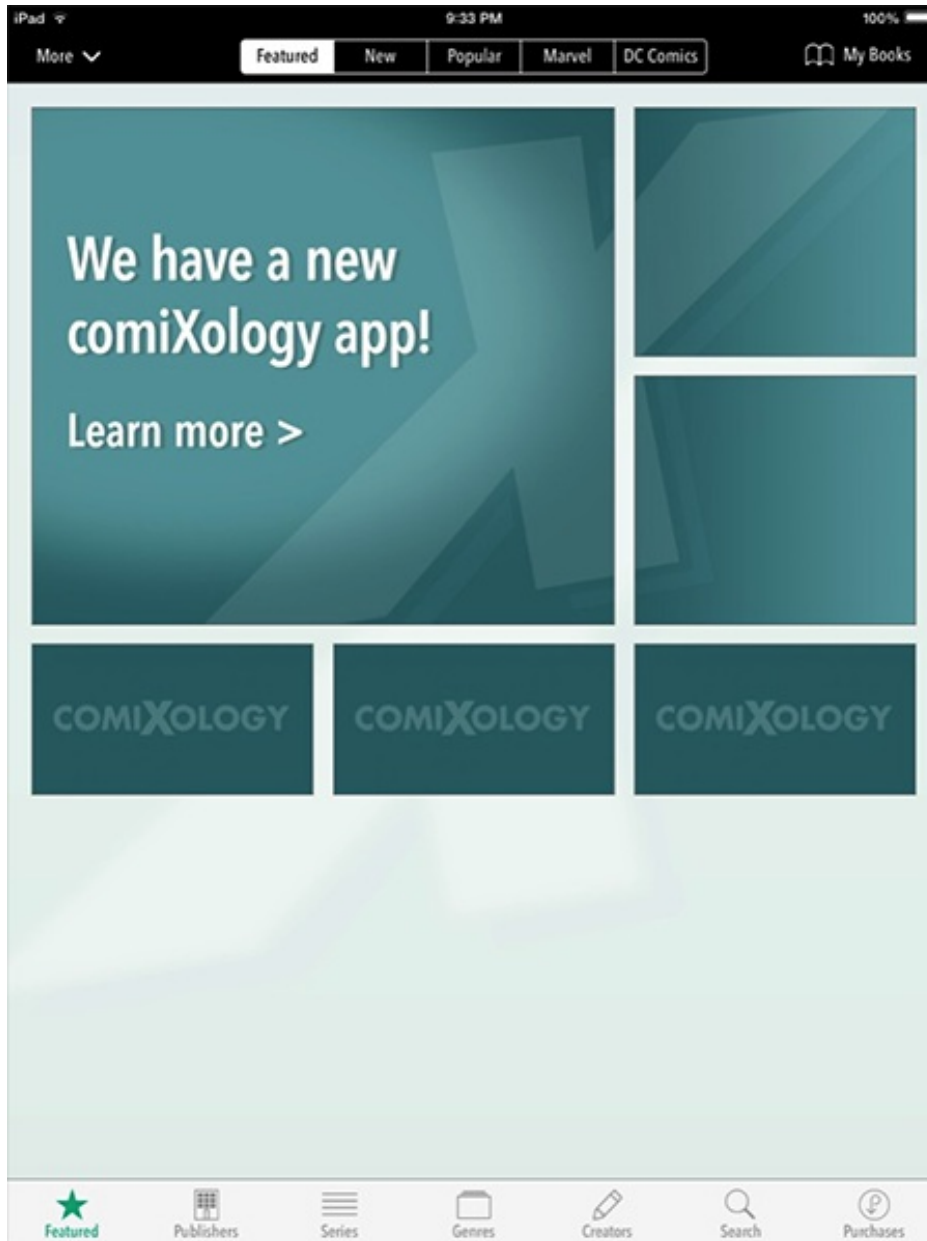 iPad 9:33 PM 100%
More Featured New Popular Marvel DC Comics My Books
We have a new
comiXology app!
Learn more >
COMIXOLOGY COMIXOLOGY COMIXOLOGY
Featured Publishers Series Genres Creators Search Purchases